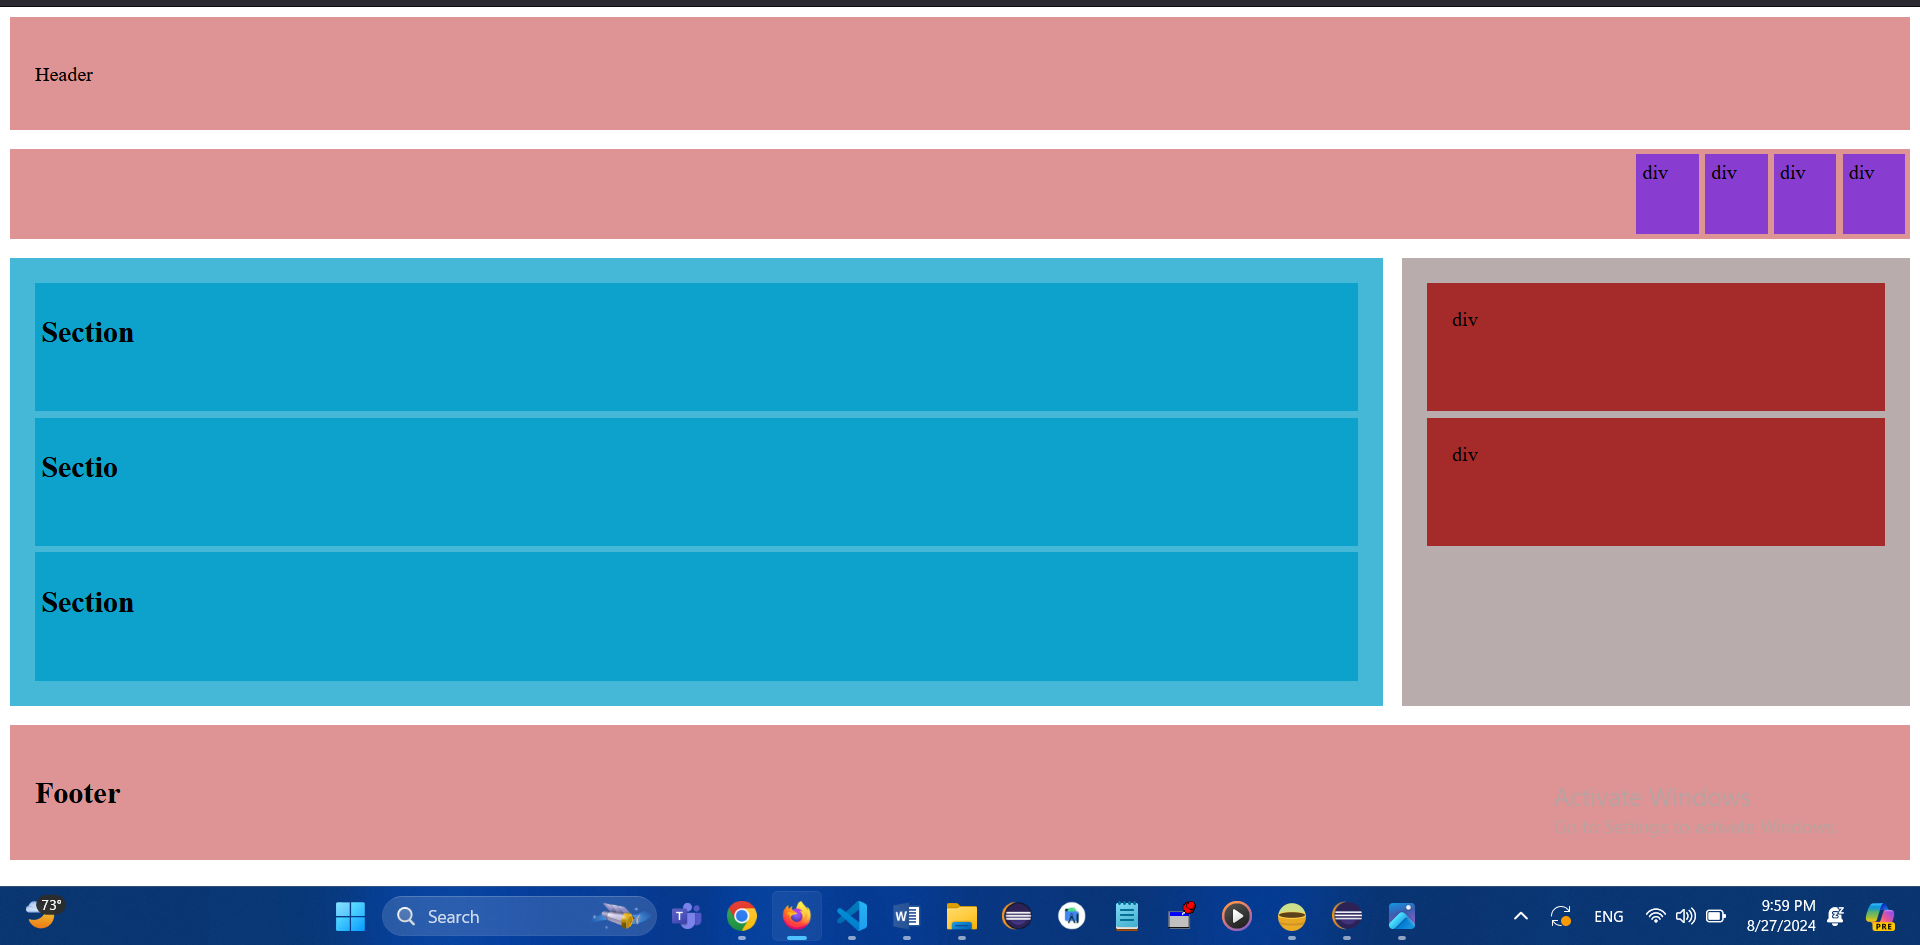 Header
div div div div
Section
Sectio
Section
div
div
Footer
Activate Windows
Go to Settings to activate Windows.
73°
Search
ENG
9:59 PM
8/27/2024
PRE